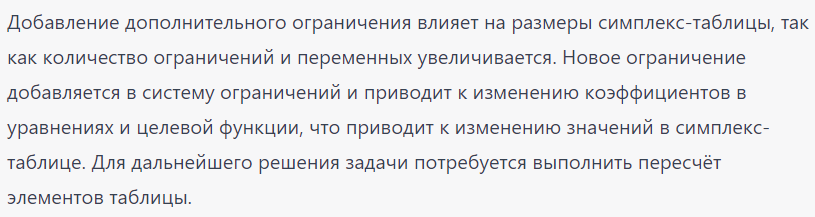 Добавление дополнительного ограничения влияет на размеры симплекс-таблицы, так
как количество ограничений и переменных увеличивается. Новое ограничение
добавляется в систему ограничений и приводит к изменению коэффициентов в
уравнениях и целевой функции, что приводит к изменению значений в симплекс-
таблице. Для дальнейшего решения задачи потребуется выполнить пересчёт
элементов таблицы.